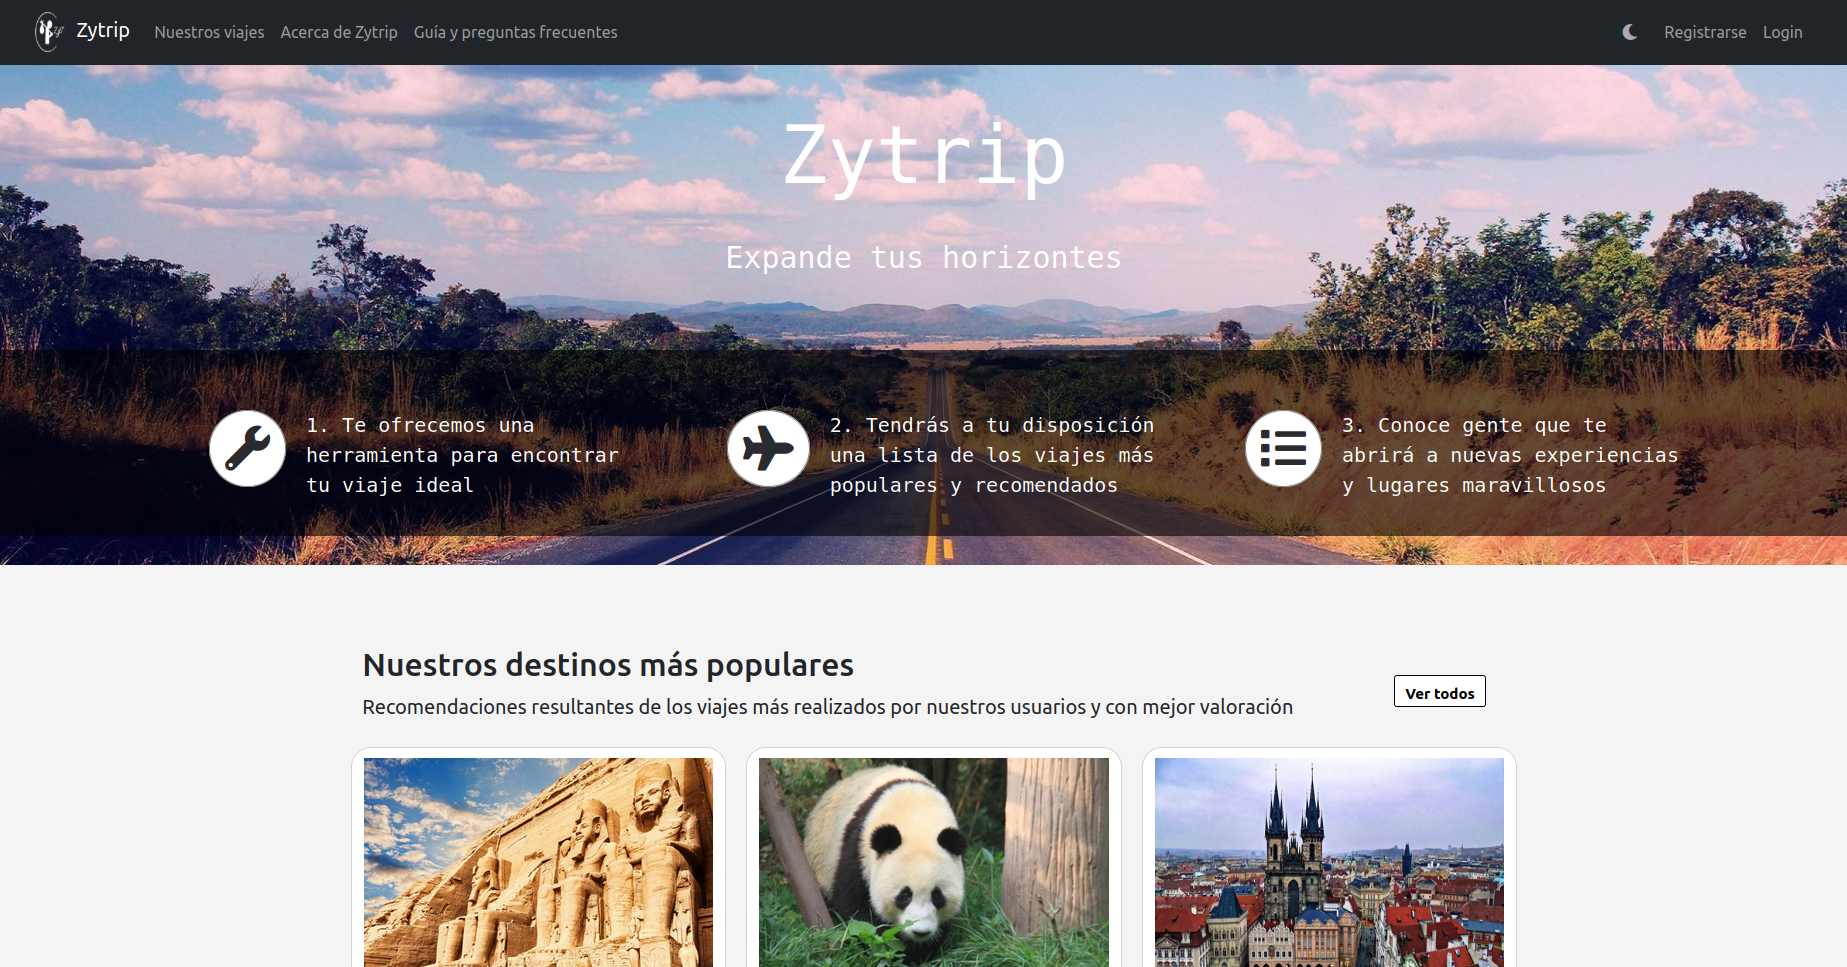 Zytrip
Nuestros viajes
Acerca de Zytrip
Guía y preguntas frecuentes
Registrarse
Login
Zytrip
Expande tus horizontes
1. Te ofrecemos una
herramienta para encontrar
tu viaje ideal
2. Tendrás a tu disposición
una lista de los viajes más
populares y recomendados
3. Conoce gente que te
abrirá a nuevas experiencias
y lugares maravillosos
Nuestros destinos más populares
Recomendaciones resultantes de los viajes más realizados por nuestros usuarios y con mejor valoración
Ver todos